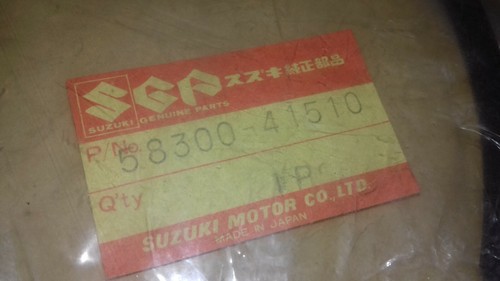 SGP スズキ純正部品
SUZUKI GENUINE PARTS
P/No. 58300-41510
Q'ty 1P
SUZUKI MOTOR CO., LTD.
MADE IN JAPAN